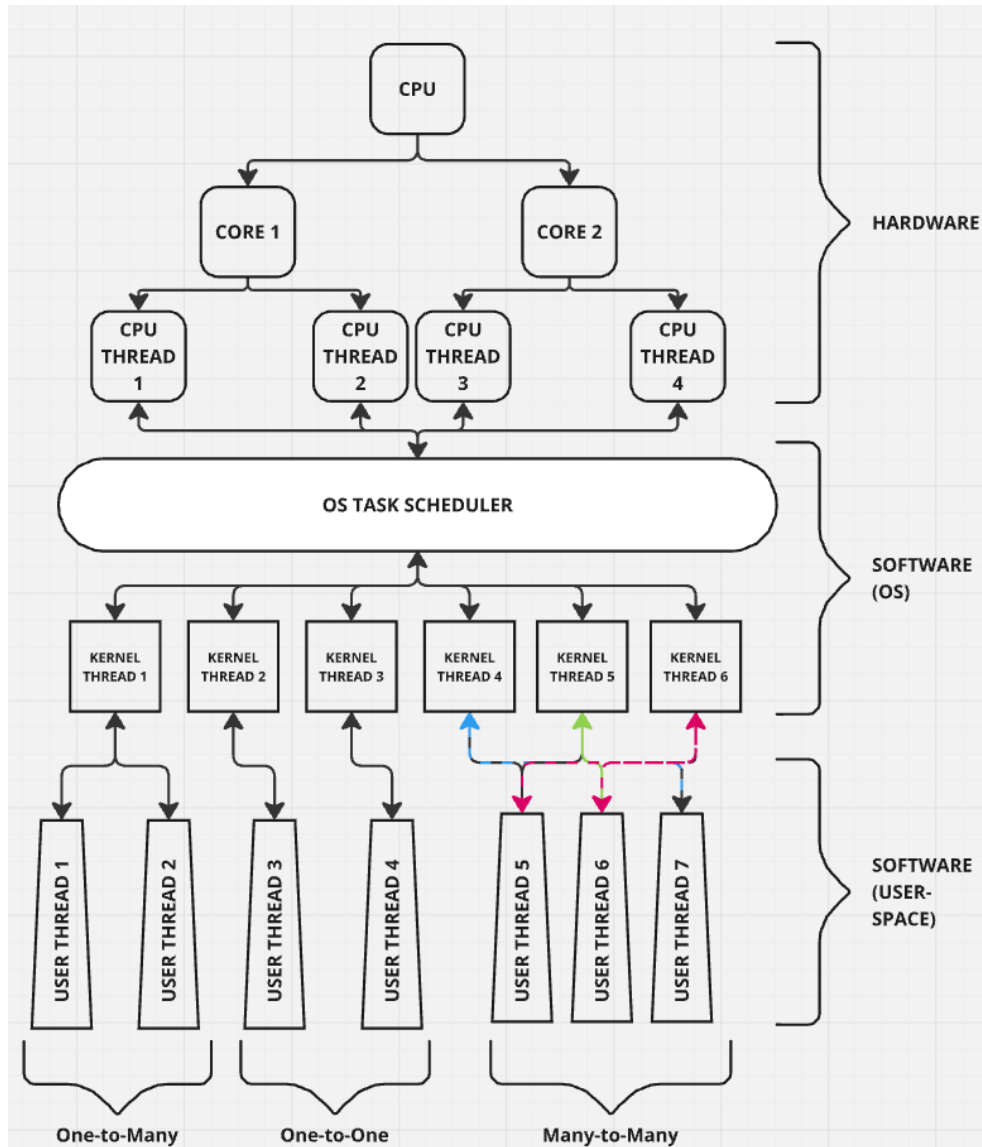 CPU
HARDWARE
CORE 1
CORE 2
CPU
THREAD
1
CPU
THREAD
2
CPU
THREAD
3
CPU
THREAD
4
OS TASK SCHEDULER
SOFTWARE
(OS)
KERNEL
THREAD 1
KERNEL
THREAD 2
KERNEL
THREAD 3
KERNEL
THREAD 4
KERNEL
THREAD 5
KERNEL
THREAD 6
USER THREAD 1
USER THREAD 2
USER THREAD 3
USER THREAD 4
USER THREAD 5
USER THREAD 6
USER THREAD 7
SOFTWARE
(USER-
SPACE)
One-to-Many
One-to-One
Many-to-Many